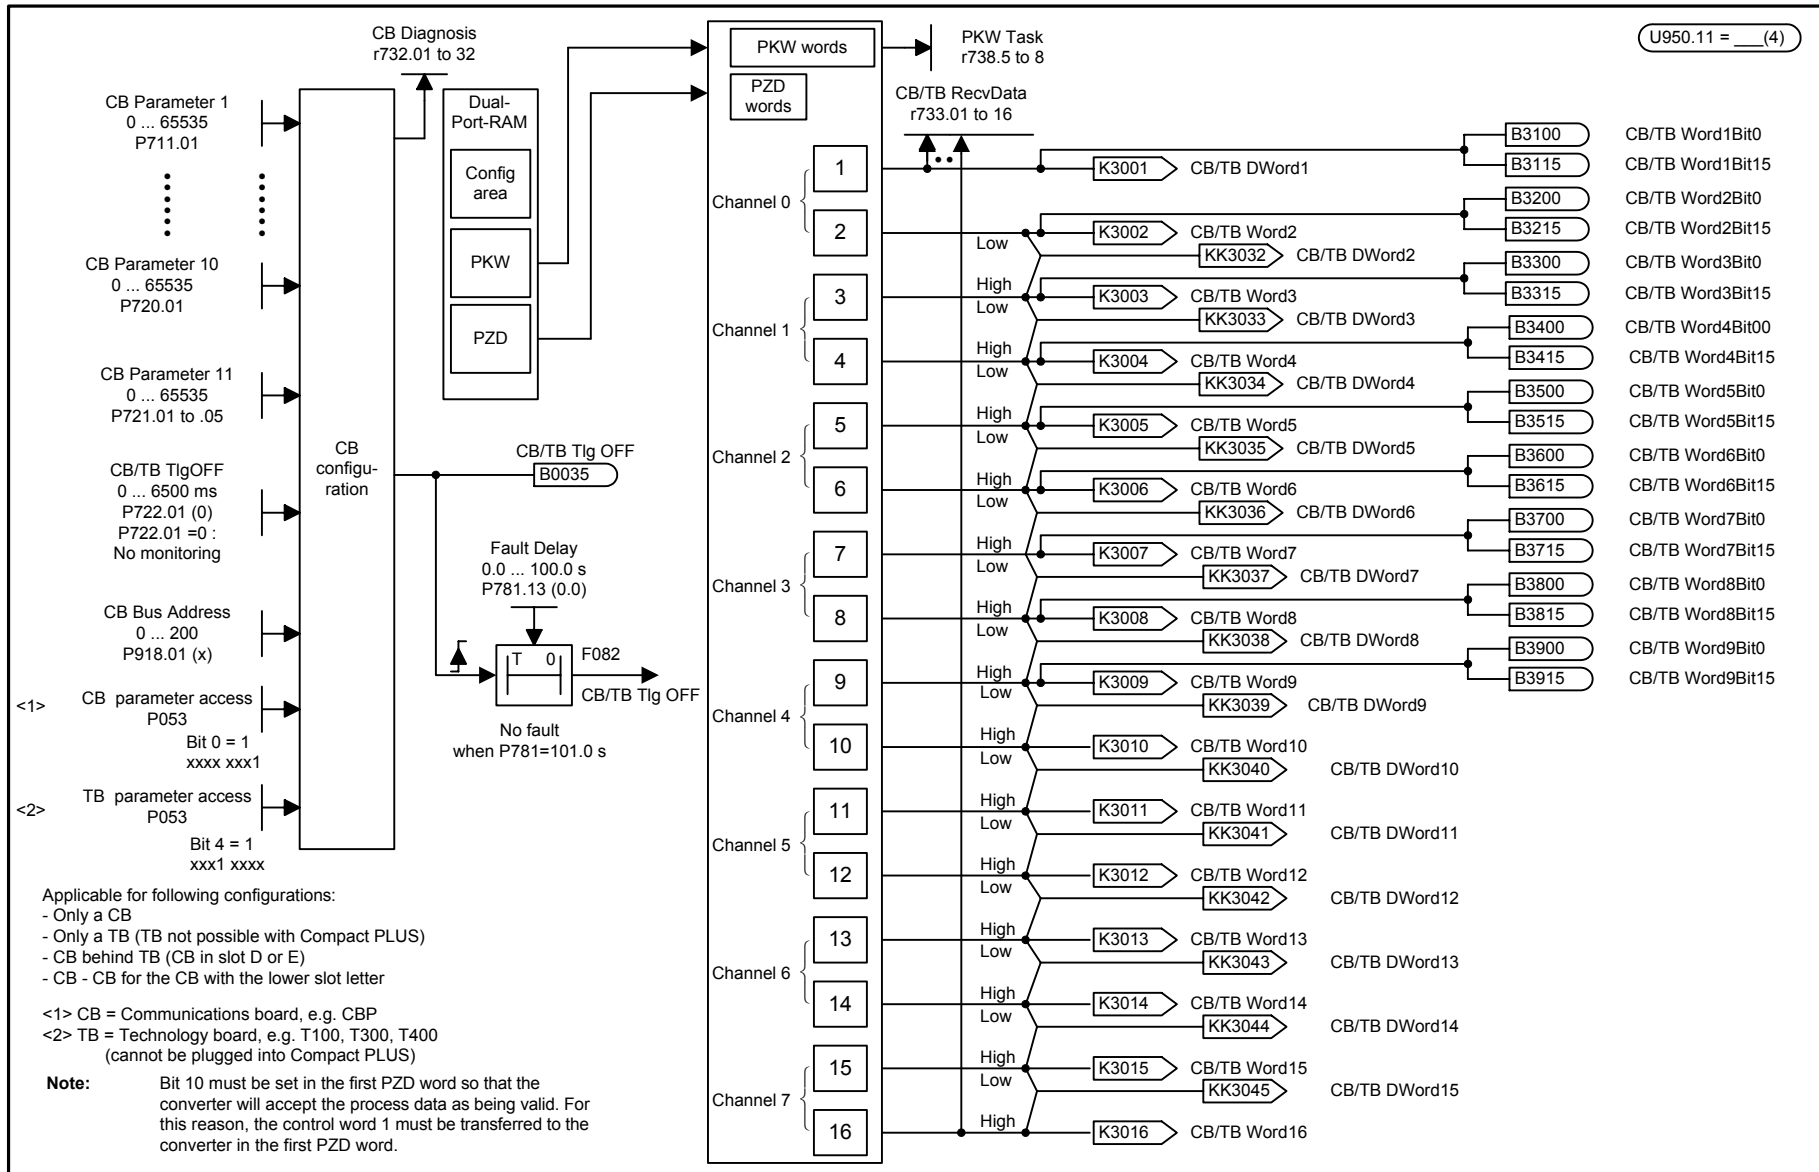 U950.11 = ___(4)
CB Diagnosis
r732.01 to 32
CB Parameter 1
0 ... 65535
P711.01
CB Parameter 10
0 ... 65535
P720.01
CB Parameter 11
0 ... 65535
P721.01 to .05
CB/TB TlgOFF
0 ... 6500 ms
P722.01 (0)
P722.01 =0 :
No monitoring
CB Bus Address
0 ... 200
P918.01 (x)
<1>
CB parameter access
P053
Bit 0 = 1
xxxx xxx1
<2>
TB parameter access
P053
Bit 4 = 1
xxx1 xxxx
CB
configu-
ration
Dual-
Port-RAM
Config
area
PKW
PZD
CB/TB Tlg OFF
B0035
Fault Delay
0.0 ... 100.0 s
P781.13 (0.0)
T 0
F082
CB/TB Tlg OFF
No fault
when P781=101.0 s
PKW words
PZD
words
PKW Task
r738.5 to 8
CB/TB RecvData
r733.01 to 16
Channel 0
1
2
Channel 1
3
4
Channel 2
5
6
Channel 3
7
8
Channel 4
9
10
Channel 5
11
12
Channel 6
13
14
Channel 7
15
16
K3001 CB/TB DWord1
Low
K3002 CB/TB Word2
KK3032 CB/TB DWord2
High
Low
K3003 CB/TB Word3
KK3033 CB/TB DWord3
High
Low
K3004 CB/TB Word4
KK3034 CB/TB DWord4
High
Low
K3005 CB/TB Word5
KK3035 CB/TB DWord5
High
Low
K3006 CB/TB Word6
KK3036 CB/TB DWord6
High
Low
K3007 CB/TB Word7
KK3037 CB/TB DWord7
High
Low
K3008 CB/TB Word8
KK3038 CB/TB DWord8
High
Low
K3009 CB/TB Word9
KK3039 CB/TB DWord9
High
Low
K3010 CB/TB Word10
KK3040 CB/TB DWord10
High
Low
K3011 CB/TB Word11
KK3041 CB/TB DWord11
High
Low
K3012 CB/TB Word12
KK3042 CB/TB DWord12
High
Low
K3013 CB/TB Word13
KK3043 CB/TB DWord13
High
Low
K3014 CB/TB Word14
KK3044 CB/TB DWord14
High
Low
K3015 CB/TB Word15
KK3045 CB/TB DWord15
High
K3016 CB/TB Word16
B3100 CB/TB Word1Bit0
B3115 CB/TB Word1Bit15
B3200 CB/TB Word2Bit0
B3215 CB/TB Word2Bit15
B3300 CB/TB Word3Bit0
B3315 CB/TB Word3Bit15
B3400 CB/TB Word4Bit00
B3415 CB/TB Word4Bit15
B3500 CB/TB Word5Bit0
B3515 CB/TB Word5Bit15
B3600 CB/TB Word6Bit0
B3615 CB/TB Word6Bit15
B3700 CB/TB Word7Bit0
B3715 CB/TB Word7Bit15
B3800 CB/TB Word8Bit0
B3815 CB/TB Word8Bit15
B3900 CB/TB Word9Bit0
B3915 CB/TB Word9Bit15
Applicable for following configurations:
- Only a CB
- Only a TB (TB not possible with Compact PLUS)
- CB behind TB (CB in slot D or E)
- CB - CB for the CB with the lower slot letter
<1> CB = Communications board, e.g. CBP
<2> TB = Technology board, e.g. T100, T300, T400
(cannot be plugged into Compact PLUS)
Note: Bit 10 must be set in the first PZD word so that the
converter will accept the process data as being valid. For
this reason, the control word 1 must be transferred to the
converter in the first PZD word.